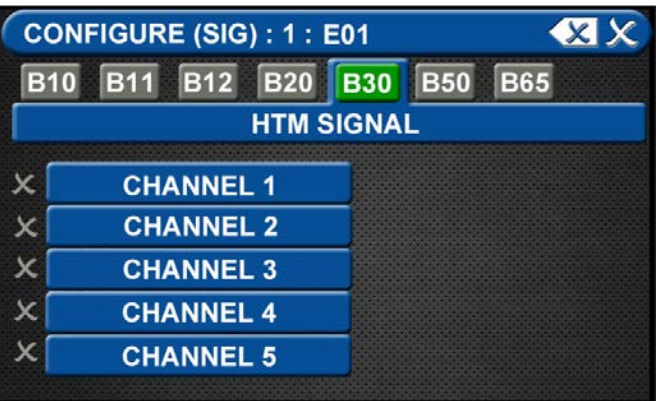 CONFIGURE (SIG) : 1 : E01
B10 B11 B12 B20 B30 B50 B65
HTM SIGNAL
CHANNEL 1
CHANNEL 2
CHANNEL 3
CHANNEL 4
CHANNEL 5